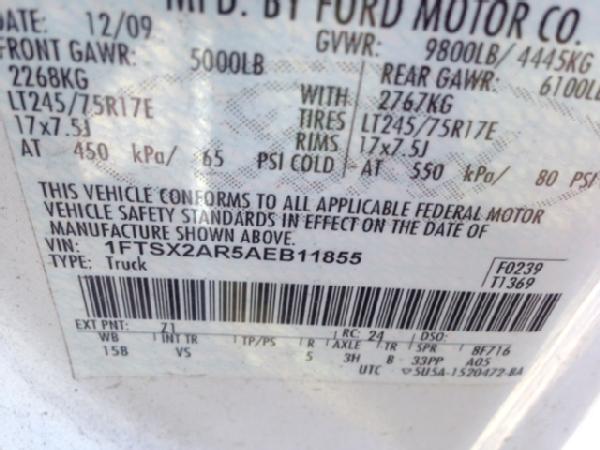 DATE: 12/09 MFD. BY FORD MOTOR CO.
FRONT GAWR: 5000LB GVWR: 9800LB/ 4445KG
2268KG REAR GAWR: 6100LB
LT245/75R17E WITH 2767KG
17x7.5J TIRES LT245/75R17E
RIMS 17x7.5J
AT 450 kPa/ 65 PSI COLD AT 550 kPa/ 80 PSI
THIS VEHICLE CONFORMS TO ALL APPLICABLE FEDERAL MOTOR
VEHICLE SAFETY STANDARDS IN EFFECT ON THE DATE OF
MANUFACTURE SHOWN ABOVE.
VIN: 1FTSX2AR5AEB11855
TYPE: Truck F0239
T1369
EXT PNT: Z1 RC: 24 DSO:
WB INT TR TP/PS R AXLE TR SPR 8F716
15B VS 5 3H B 33PP A05
UTC 5U5A-1520472-BA